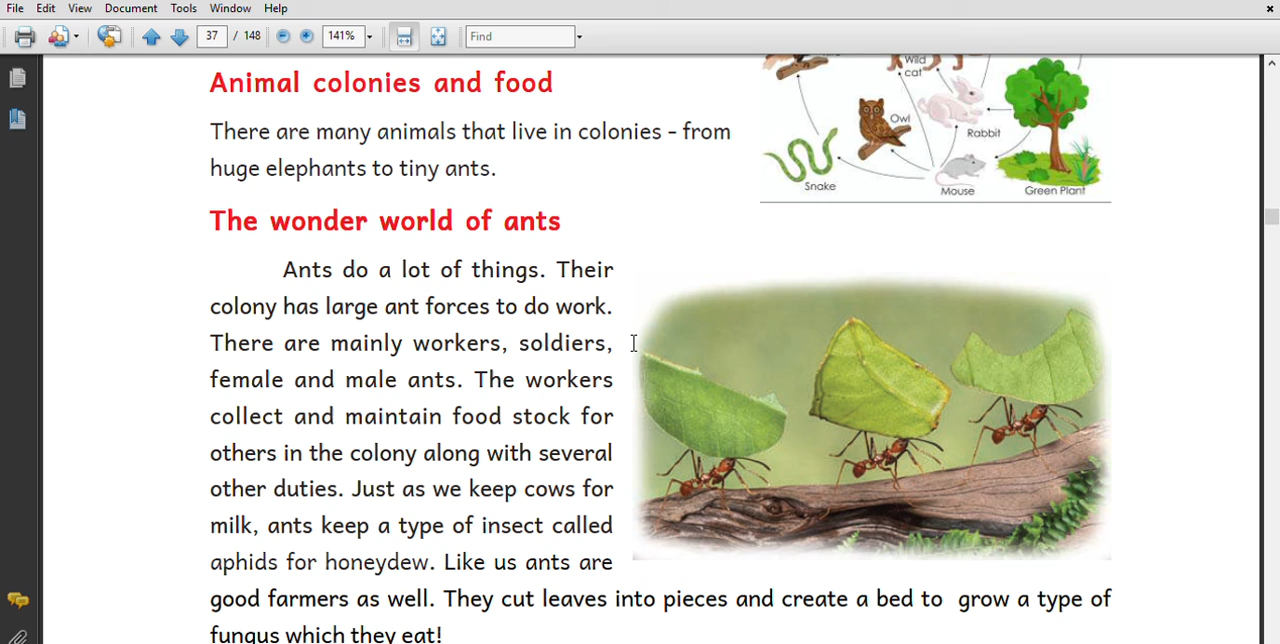 File Edit View Document Tools Window Help
37 / 148 141% Find
Animal colonies and food
There are many animals that live in colonies - from
huge elephants to tiny ants.
Wild
cat
Owl
Rabbit
Snake
Mouse
Green Plant
The wonder world of ants
Ants do a lot of things. Their
colony has large ant forces to do work.
There are mainly workers, soldiers,
female and male ants. The workers
collect and maintain food stock for
others in the colony along with several
other duties. Just as we keep cows for
milk, ants keep a type of insect called
aphids for honeydew. Like us ants are
good farmers as well. They cut leaves into pieces and create a bed to grow a type of
fungus which they eat!